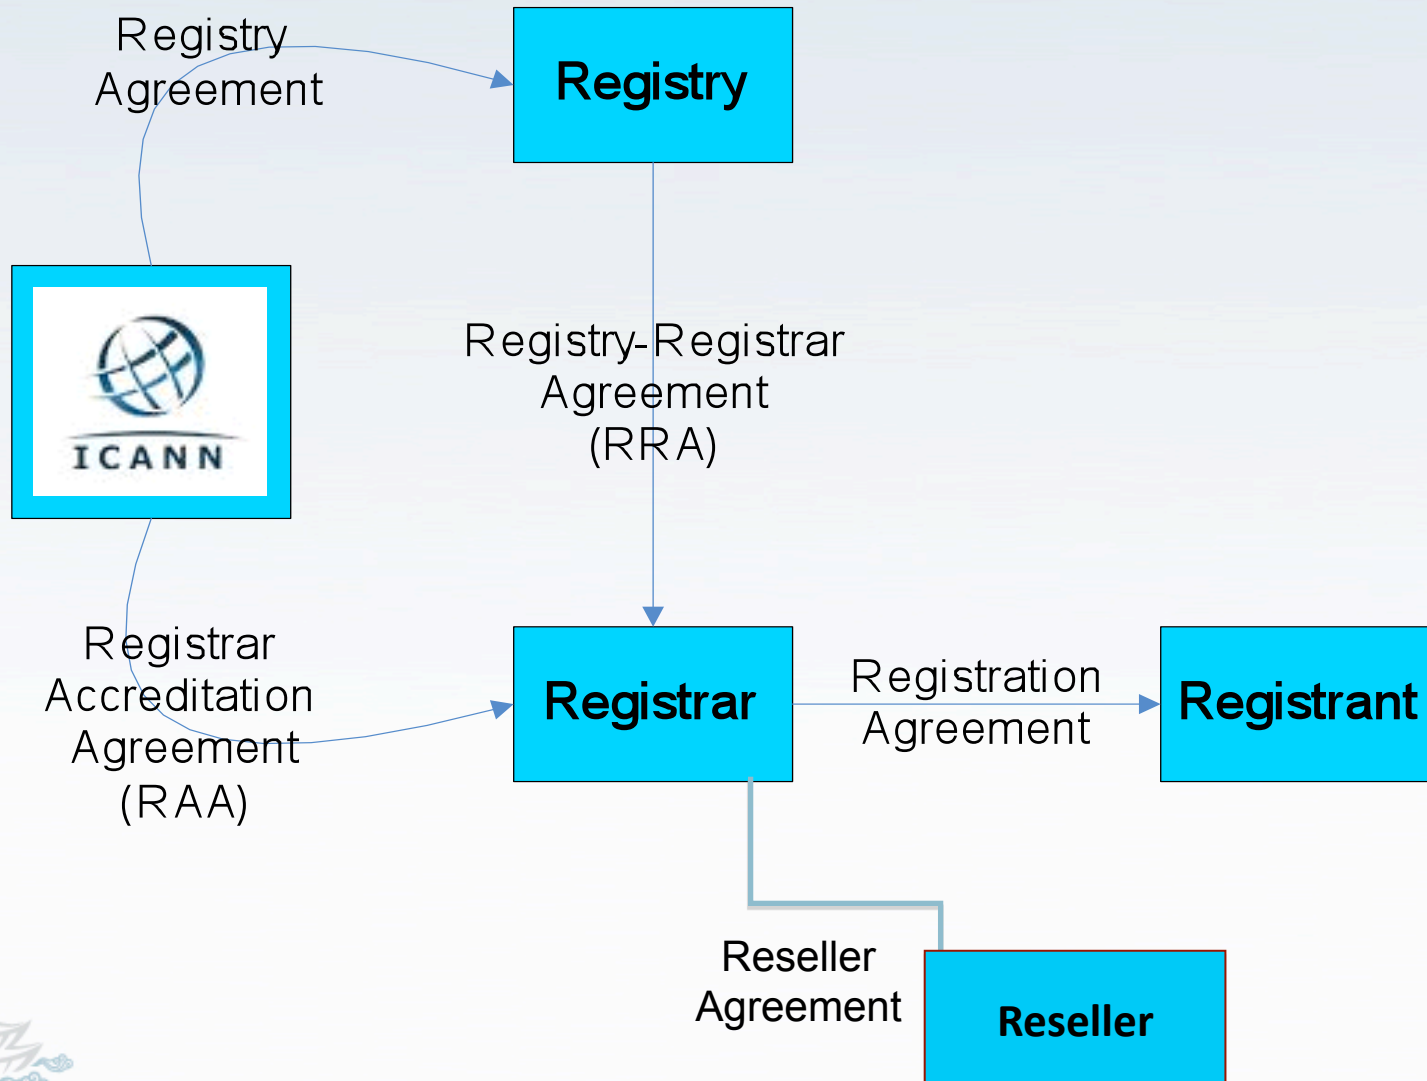 Registry
Agreement
Registry
ICANN
Registry-Registrar
Agreement
(RRA)
Registrar
Accreditation
Agreement
(RAA)
Registrar
Registration
Agreement
Registrant
Reseller
Agreement
Reseller